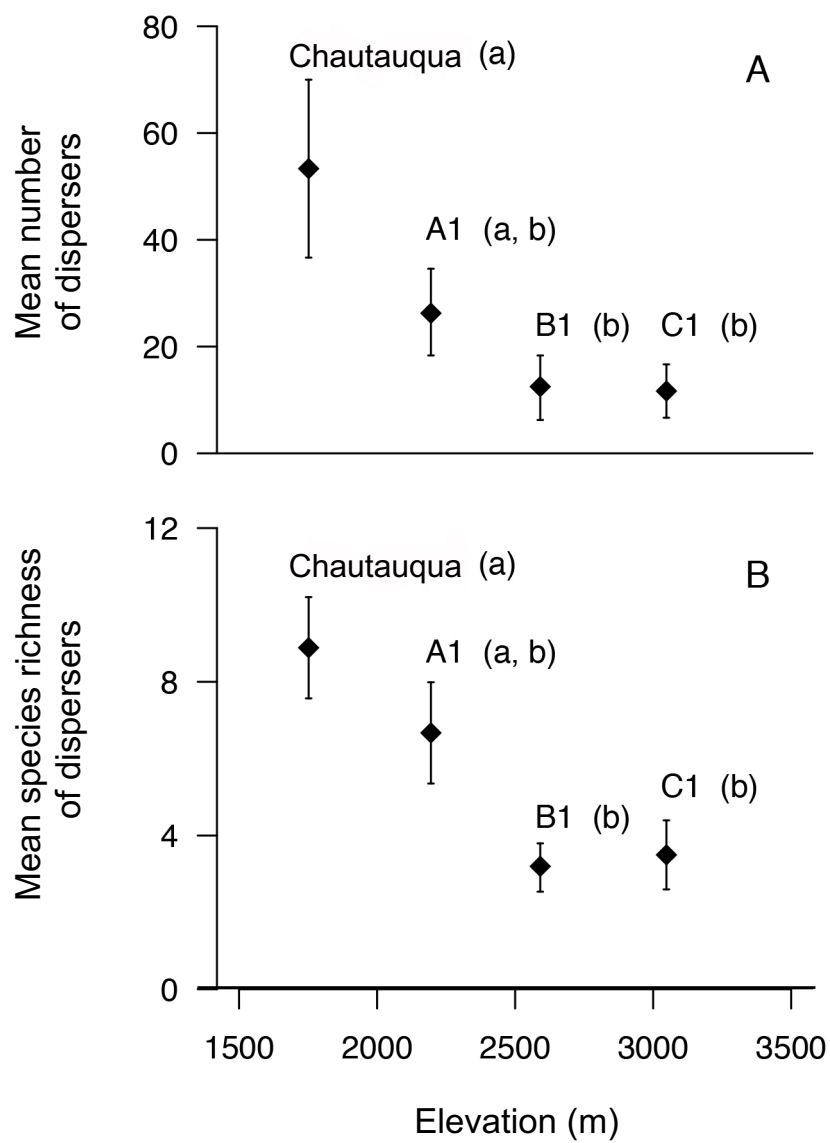 80
60
40
20
0
Mean number
of dispersers
Chautauqua (a)
A
A1 (a, b)
B1 (b)
C1 (b)
12
8
4
0
Mean species richness
of dispersers
Chautauqua (a)
B
A1 (a, b)
B1 (b)
C1 (b)
1500 2000 2500 3000 3500
Elevation (m)